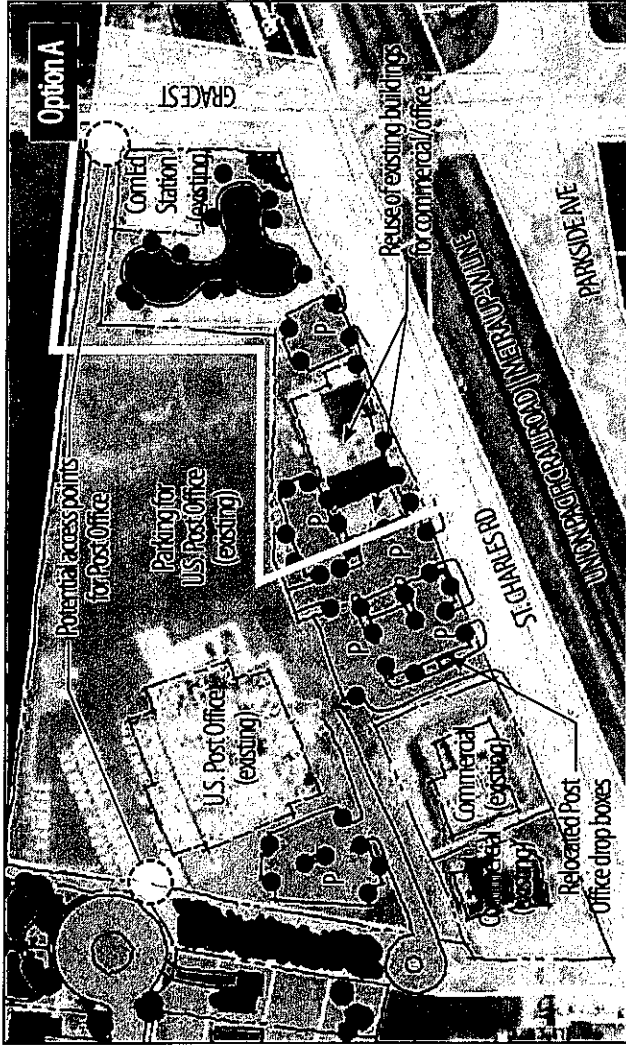 Option A
GRACE ST
ComEd
Station
(existing)
Potential access points
for Post Office
Parking for
U.S. Post Office
(existing)
Reuse of existing buildings
for commercial/office
P
P
P
P
P
P
U.S. Post Office
(existing)
Commercial
(existing)
Commercial
(existing)
Relocated Post
Office drop boxes
ST. CHARLES RD
UNION PACIFIC RAILROAD | METRA UP-W LINE
PARKSIDE AVE